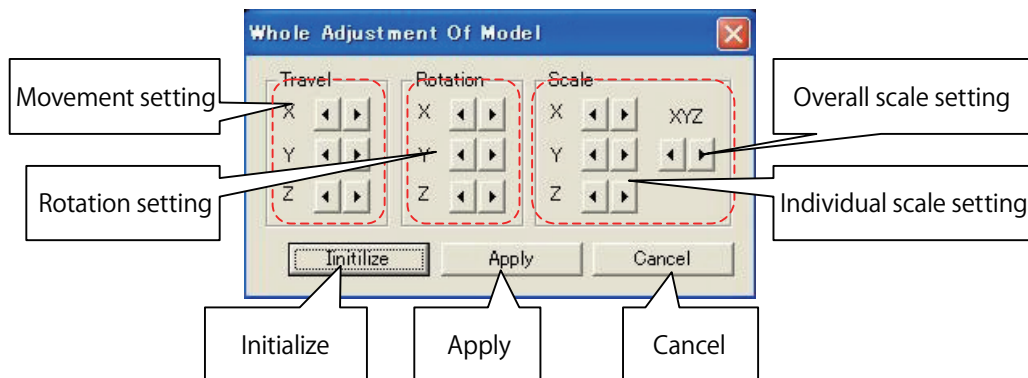 Whole Adjustment Of Model
Travel Rotation Scale
Movement setting
X X X XYZ
Overall scale setting
Y Y Y
Rotation setting
Z Z Z
Individual scale setting
Iinitilize Apply Cancel
Initialize Apply Cancel